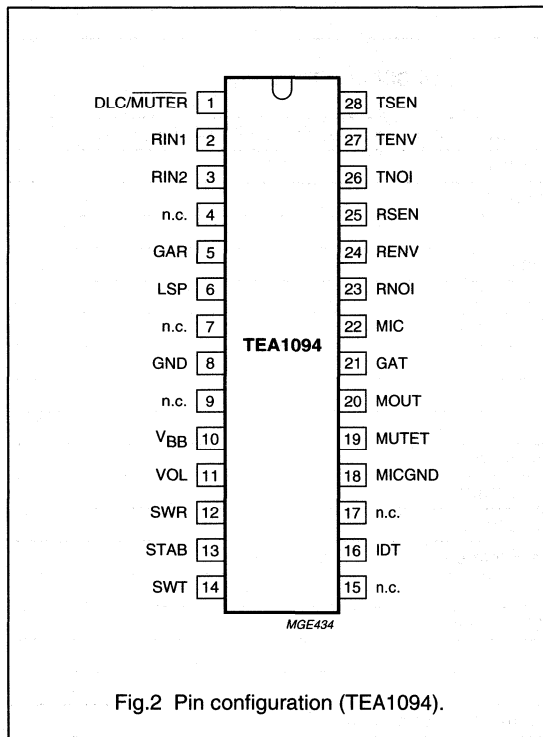 DLC/MUTER 1 28 TSEN
RIN1 2 27 TENV
RIN2 3 26 TNOI
n.c. 4 25 RSEN
GAR 5 24 RENV
LSP 6 23 RNOI
n.c. 7 22 MIC
TEA1094
GND 8 21 GAT
n.c. 9 20 MOUT
VBB 10 19 MUTET
VOL 11 18 MICGND
SWR 12 17 n.c.
STAB 13 16 IDT
SWT 14 15 n.c.
MGE434
Fig.2 Pin configuration (TEA1094).